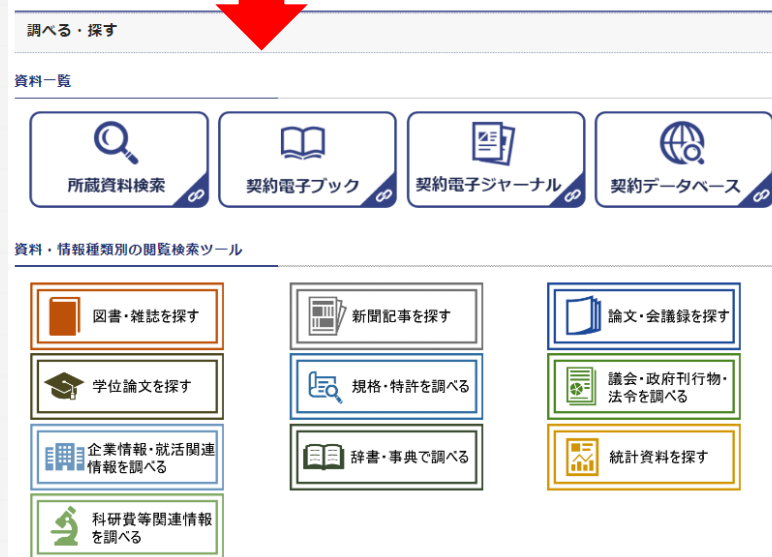 調べる・探す
資料一覧
所蔵資料検索
契約電子ブック
契約電子ジャーナル
契約データベース
資料・情報種類別の閲覧検索ツール
図書・雑誌を探す
新聞記事を探す
論文・会議録を探す
学位論文を探す
規格・特許を調べる
議会・政府刊行物・
法令を調べる
企業情報・就活関連
情報を調べる
辞書・事典で調べる
統計資料を探す
科研費等関連情報
を調べる